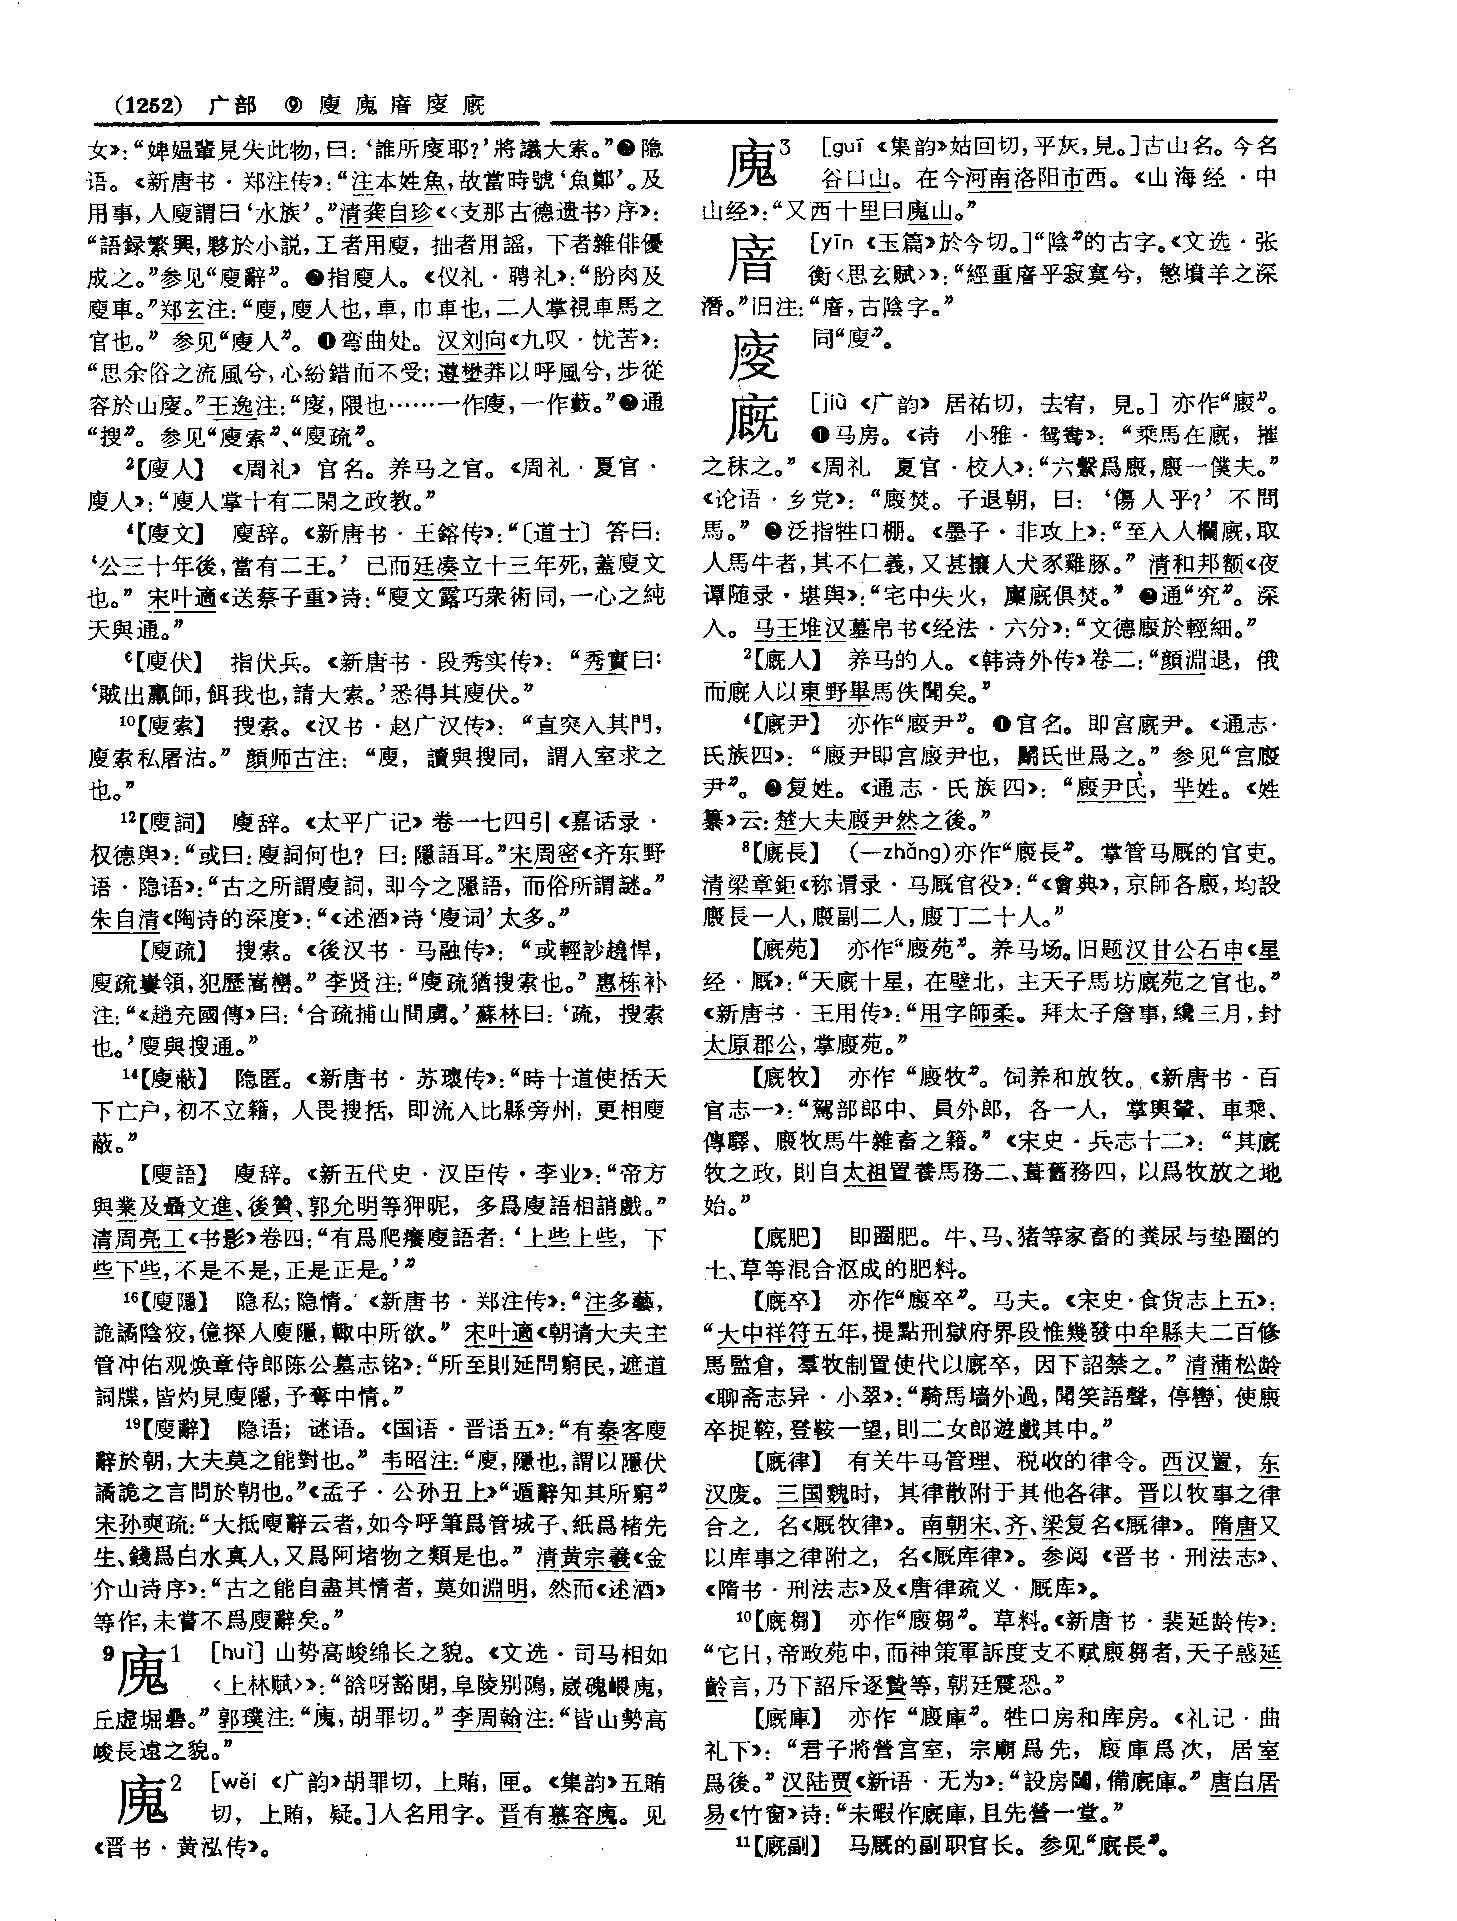 (1252) 广部 ⑨ 廋廆廕廀廄
女》：“婢媪輩見失此物，曰：‘誰所廋耶？’將議大索。”❷隐
语。《新唐书·郑注传》：“注本姓魚，故當時號‘魚鄭’。及
用事，人廋謂曰‘水族’。”清龚自珍《〈支那古德遗书〉序》：
“語録繁興，夥於小説，工者用廋，拙者用謡，下者雜俳優
成之。”参见“廋辭”。❸指廋人。《仪礼·聘礼》：“肦肉及
廋車。”郑玄注：“廋，廋人也，車，巾車也，二人掌視車馬之
官也。”参见“廋人”。❹弯曲处。汉刘向《九叹·忧苦》：
“思余俗之流風兮，心紛錯而不受；遵壄莽以呼風兮，步從
容於山廋。”王逸注：“廋，隈也……一作廋，一作藪。”❺通
“搜”。参见“廋索”、“廋疏”。
2【廋人】 《周礼》官名。养马之官。《周礼·夏官·
廋人》：“廋人掌十有二閑之政教。”
4【廋文】 廋辞。《新唐书·王鎔传》：“〔道士〕答曰：
‘公三十年後，當有二王。’已而廷凑立十三年死，蓋廋文
也。”宋叶適《送蔡子重》诗：“廋文露巧衆術同，一心之純
天與通。”
6【廋伏】 指伏兵。《新唐书·段秀实传》：“秀實曰：
‘賊出羸師，餌我也，請大索。’悉得其廋伏。”
10【廋索】 搜索。《汉书·赵广汉传》：“直突入其門，
廋索私屠沽。”顔师古注：“廋，讀與搜同，謂入室求之
也。”
12【廋詞】 廋辞。《太平广记》卷一七四引《嘉话录·
权德舆》：“或曰：廋詞何也？曰：隱語耳。”宋周密《齐东野
语·隐语》：“古之所謂廋詞，即今之隱語，而俗所謂謎。”
朱自清《陶诗的深度》：“《述酒》诗‘廋词’太多。”
【廋疏】 搜索。《後汉书·马融传》：“或輕訬趬悍，
廋疏嶁領，犯歷嵩巒。”李贤注：“廋疏猶搜索也。”惠栋补
注：“《趙充國傳》曰：‘合疏捕山間虜。’蘇林曰：‘疏，搜索
也。’廋與搜通。”
14【廋蔽】 隐匿。《新唐书·苏瓌传》：“時十道使括天
下亡户，初不立籍，人畏搜括，即流入比縣旁州，更相廋
蔽。”
【廋語】 廋辞。《新五代史·汉臣传·李业》：“帝方
與業及聶文進、後贊、郭允明等狎昵，多爲廋語相誚戲。”
清周亮工《书影》卷四：“有爲爬癢廋語者：‘上些上些，下
些下些，不是不是，正是正是。’”
16【廋隱】 隐私；隐情。《新唐书·郑注传》：“注多藝，
詭譎陰狡，億探人廋隱，輒中所欲。”宋叶適《朝请大夫主
管冲佑观焕章侍郎陈公墓志铭》：“所至則延問窮民，遮道
詞牒，皆灼見廋隱，予奪中情。”
19【廋辭】 隐语；谜语。《国语·晋语五》：“有秦客廋
辭於朝，大夫莫之能對也。”韦昭注：“廋，隱也，謂以隱伏
譎詭之言問於朝也。”《孟子·公孙丑上》“遁辭知其所窮”
宋孙奭疏：“大抵廋辭云者，如今呼筆爲管城子、紙爲楮先
生、錢爲白水真人，又爲阿堵物之類是也。”清黄宗羲《金
介山诗序》：“古之能自盡其情者，莫如淵明，然而《述酒》
等作，未嘗不爲廋辭矣。”
9 廆1 [huì] 山势高峻绵长之貌。《文选·司马相如
〈上林赋〉》：“谽呀豁閜，阜陵别隝，崴磈㟪廆，
丘虚堀礨。”郭璞注：“廆，胡罪切。”李周翰注：“皆山勢高
峻長遠之貌。”
廆2 [wěi 《广韵》胡罪切，上賄，匣。《集韵》五賄
切，上賄，疑。]人名用字。晋有慕容廆。见
《晋书·黄泓传》。
廆3 [guī 《集韵》姑回切，平灰，見。]古山名。今名
谷口山。在今河南洛阳市西。《山海经·中
山经》：“又西十里曰廆山。”
廕 [yīn 《玉篇》於今切。]“陰”的古字。《文选·张
衡〈思玄赋〉》：“經重廕乎寂寞兮，愍墳羊之深
潛。”旧注：“廕，古陰字。”
廀 同“廋”。
廄 [jiù 《广韵》居祐切，去宥，見。] 亦作“廏”。
❶马房。《诗 小雅·鸳鸯》：“乘馬在廄，摧
之秣之。”《周礼 夏官·校人》：“六繫爲廏，廏一僕夫。”
《论语·乡党》：“廏焚。子退朝，曰：‘傷人乎？’不問
馬。”❷泛指牲口棚。《墨子·非攻上》：“至入人欄廄，取
人馬牛者，其不仁義，又甚攘人犬豕雞豚。”清和邦额《夜
谭随录·堪舆》：“宅中失火，廩廄俱焚。”❸通“究”。深
入。马王堆汉墓帛书《经法·六分》：“文德廄於輕細。”
2【廄人】 养马的人。《韩诗外传》卷二：“顔淵退，俄
而廄人以東野畢馬佚聞矣。”
4【廄尹】 亦作“廏尹”。❶官名。即宫廄尹。《通志·
氏族四》：“廏尹即宫廏尹也，鬭氏世爲之。”参见“宫廏
尹”。❷复姓。《通志·氏族四》：“廏尹氏，芈姓。《姓
纂》云：楚大夫廏尹然之後。”
8【廄長】 (—zhǎng)亦作“廏長”。掌管马厩的官吏。
清梁章鉅《称谓录·马厩官役》：“《會典》，京師各廏，均設
廏長一人，廏副二人，廏丁二十人。”
【廄苑】 亦作“廏苑”。养马场。旧题汉甘公石申《星
经·厩》：“天廄十星，在壁北，主天子馬坊廄苑之官也。”
《新唐书·王用传》：“用字師柔。拜太子詹事，纔三月，封
太原郡公，掌廏苑。”
【廄牧】 亦作“廏牧”。饲养和放牧。《新唐书·百
官志一》：“駕部郎中、員外郎，各一人，掌輿輦、車乘、
傳驛、廏牧馬牛雜畜之籍。”《宋史·兵志十二》：“其廄
牧之政，則自太祖置養馬務二、葺舊務四，以爲牧放之地
始。”
【廄肥】 即圈肥。牛、马、猪等家畜的粪尿与垫圈的
土、草等混合沤成的肥料。
【廄卒】 亦作“廏卒”。马夫。《宋史·食货志上五》：
“大中祥符五年，提點刑獄府界段惟幾發中牟縣夫二百修
馬監倉，羣牧制置使代以廄卒，因下詔禁之。”清蒲松龄
《聊斋志异·小翠》：“騎馬墻外過，聞笑語聲，停轡，使廏
卒捉鞚，登鞍一望，則二女郎遊戲其中。”
【廄律】 有关牛马管理、税收的律令。西汉置，东
汉废。三国魏时，其律散附于其他各律。晋以牧事之律
合之，名《厩牧律》。南朝宋、齐、梁复名《厩律》。隋唐又
以库事之律附之，名《厩库律》。参阅《晋书·刑法志》、
《隋书·刑法志》及《唐律疏义·厩库》。
10【廄芻】 亦作“廏芻”。草料。《新唐书·裴延龄传》：
“它日，帝政苑中，而神策軍訴度支不赋廏芻者，天子惑延
齡言，乃下詔斥逐贄等，朝廷震恐。”
【廄庫】 亦作“廏庫”。牲口房和库房。《礼记·曲
礼下》：“君子將營宫室，宗廟爲先，廏庫爲次，居室
爲後。”汉陆贾《新语·无为》：“設房闥，備廄庫。”唐白居
易《竹窗》诗：“未暇作廄庫，且先營一堂。”
11【廄副】 马厩的副职官长。参见“廄長”。